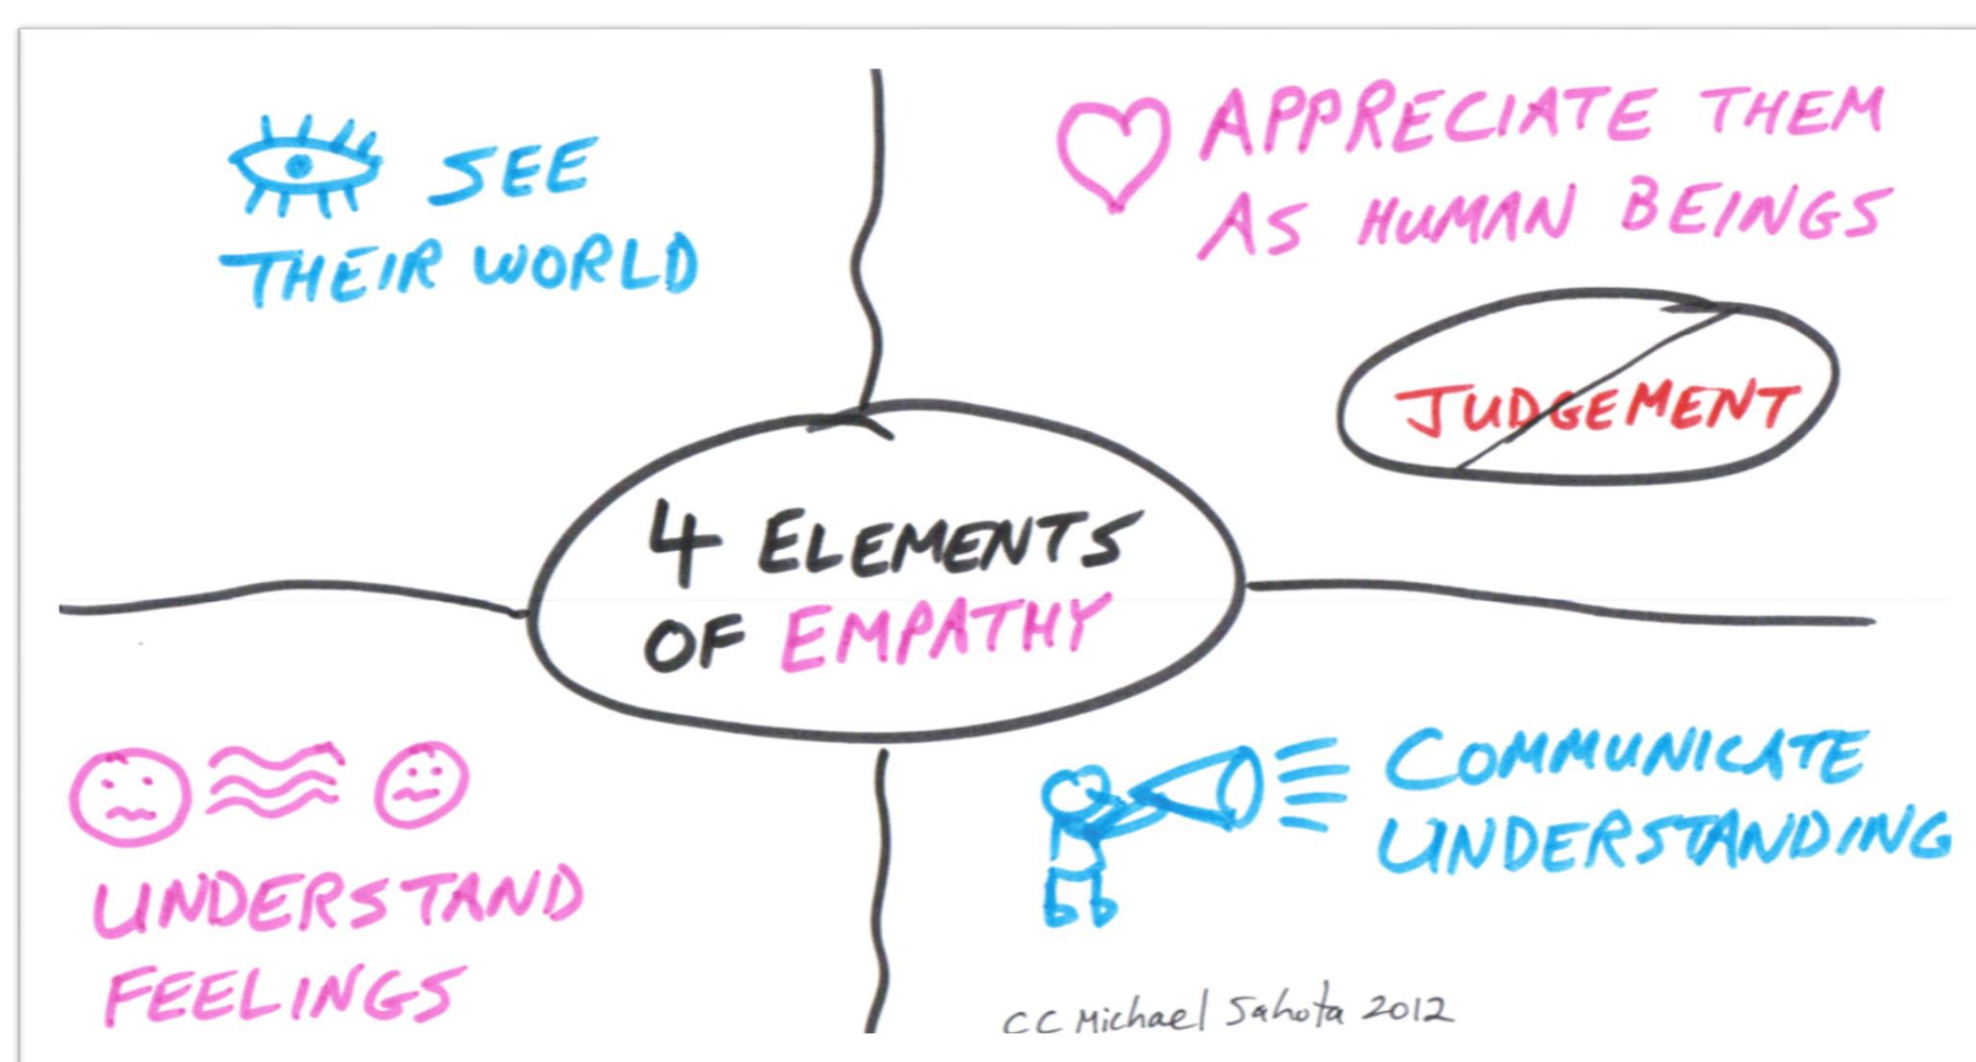 SEE
THEIR WORLD
APPRECIATE THEM
AS HUMAN BEINGS
JUDGEMENT
4 ELEMENTS
OF EMPATHY
UNDERSTAND
FEELINGS
COMMUNICATE
UNDERSTANDING
CC Michael Sahota 2012